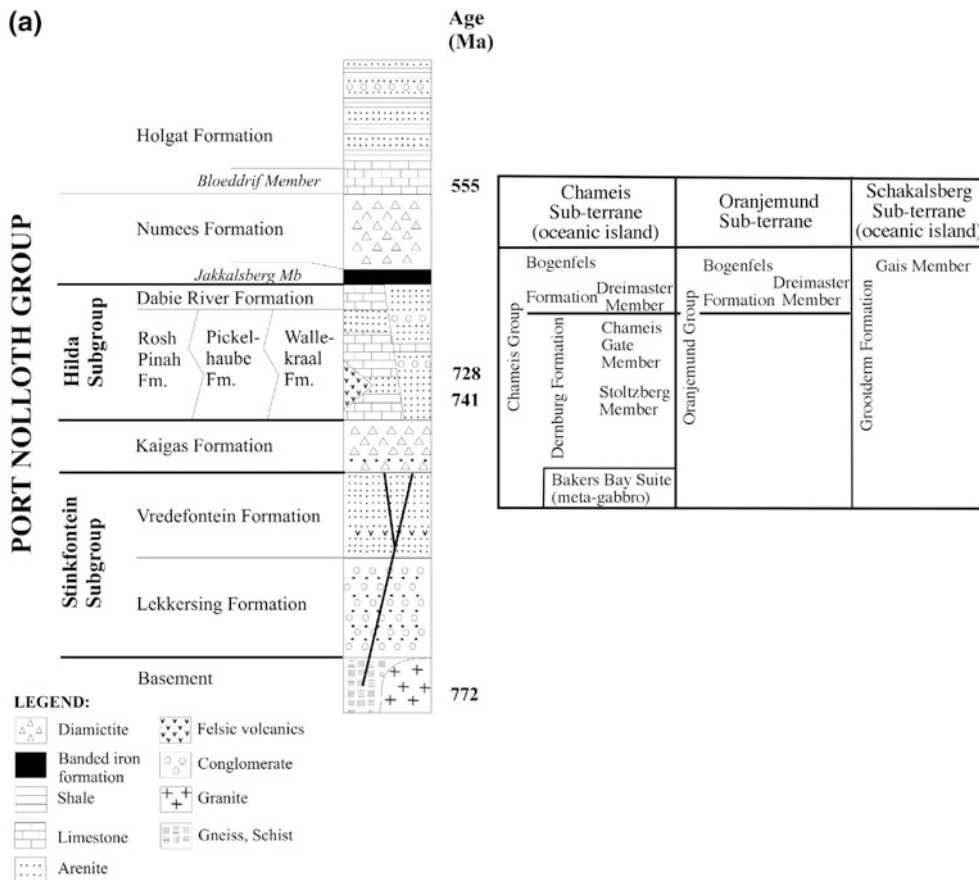 (a)
Age
(Ma)
PORT NOLLOTH GROUP
Holgat Formation
Bloeddrif Member
555
Numees Formation
Jakkalsberg Mb
Hilda
Subgroup
Dabie River Formation
Rosh
Pinah
Fm.
Pickel-
haube
Fm.
Walle-
kraal
Fm.
728
741
Kaigas Formation
Stinkfontein
Subgroup
Vredefontein Formation
Lekkersing Formation
Basement
772
Chameis
Sub-terrane
(oceanic island)
Oranjemund
Sub-terrane
Schakalsberg
Sub-terrane
(oceanic island)
Chameis Group
Bogenfels
Formation
Dreimaster
Member
Dernburg Formation
Chameis
Gate
Member
Stoltzberg
Member
Bakers Bay Suite
(meta-gabbro)
Oranjemund Group
Bogenfels
Formation
Dreimaster
Member
Grootderm Formation
Gais Member
LEGEND:
Diamictite
Banded iron
formation
Shale
Limestone
Arenite
Felsic volcanics
Conglomerate
Granite
Gneiss, Schist